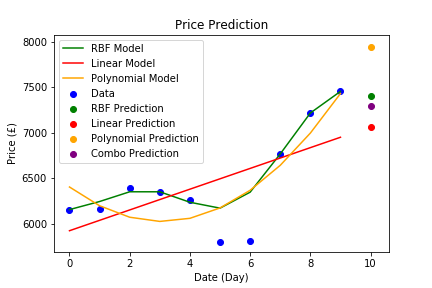 Price Prediction
Price (£)
8000
7500
7000
6500
6000
RBF Model
Linear Model
Polynomial Model
Data
RBF Prediction
Linear Prediction
Polynomial Prediction
Combo Prediction
0 2 4 6 8 10
Date (Day)